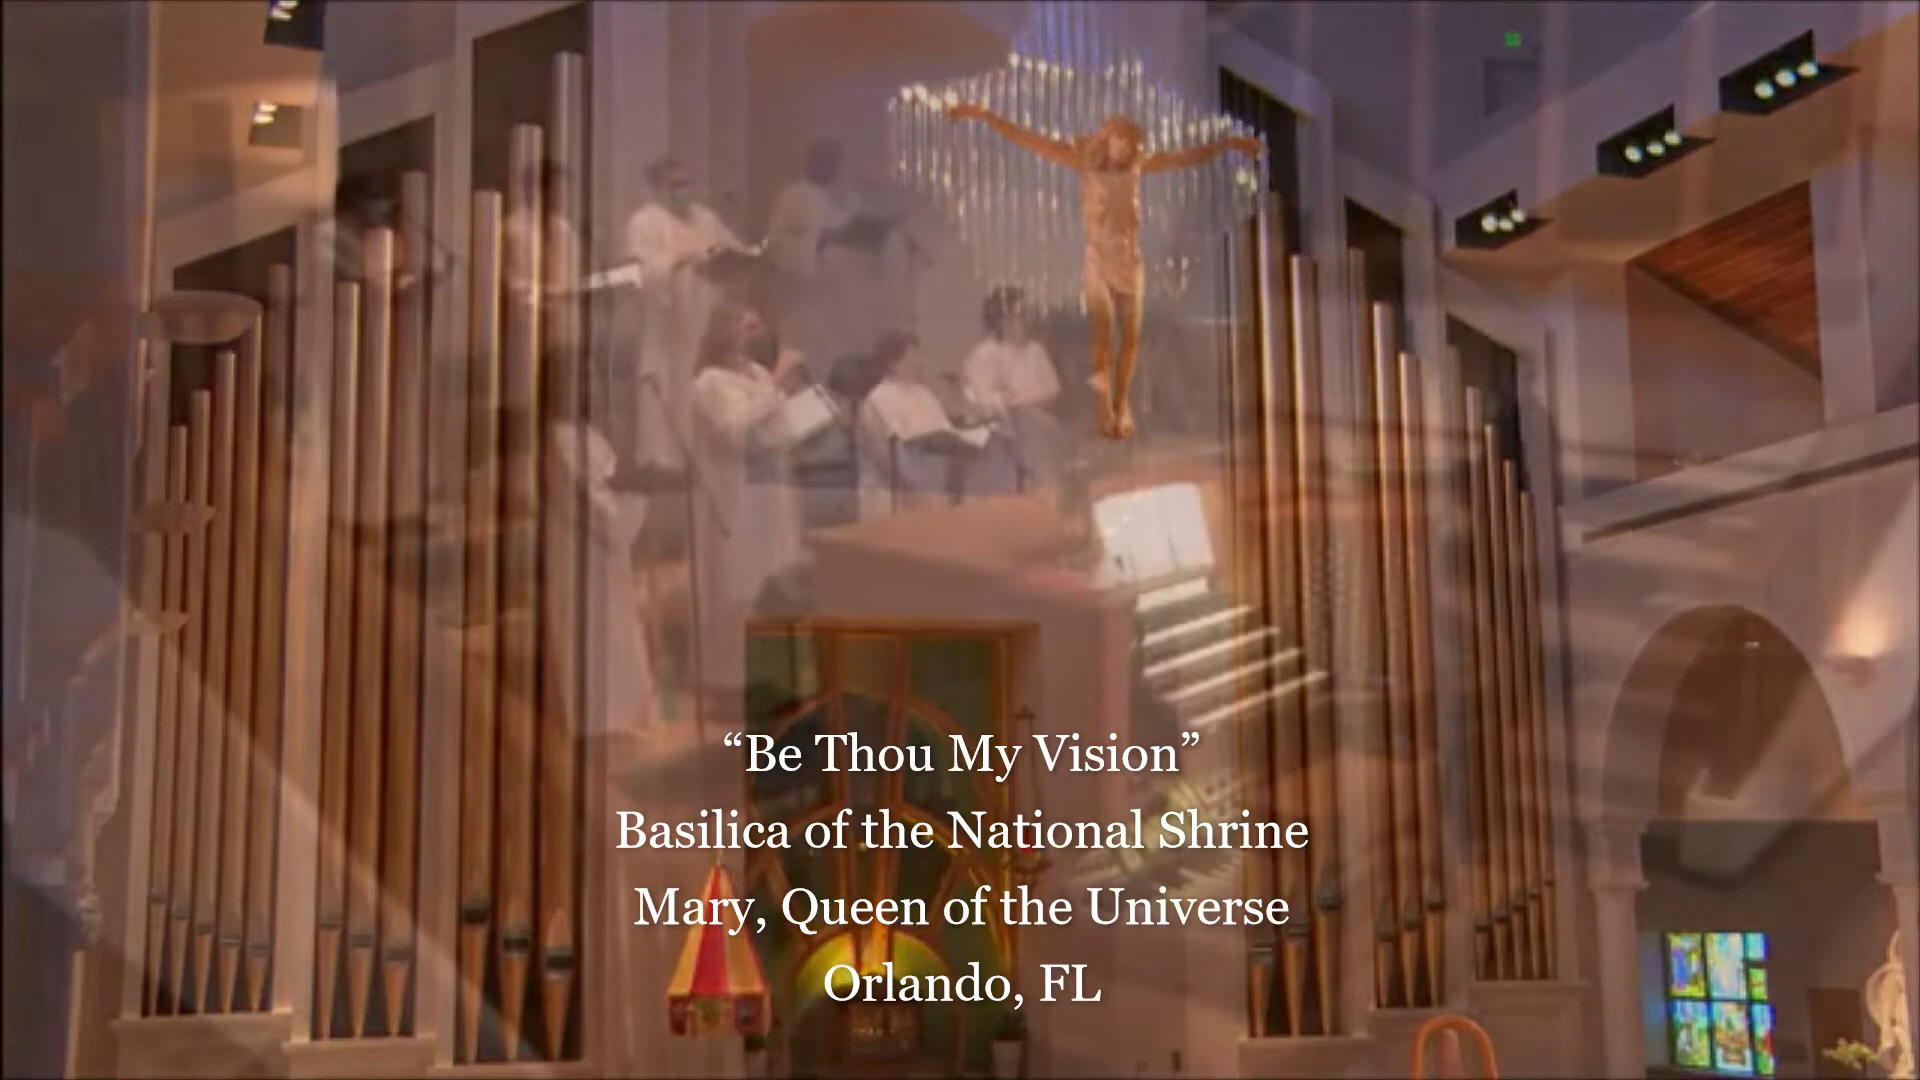 “Be Thou My Vision”
Basilica of the National Shrine
Mary, Queen of the Universe
Orlando, FL